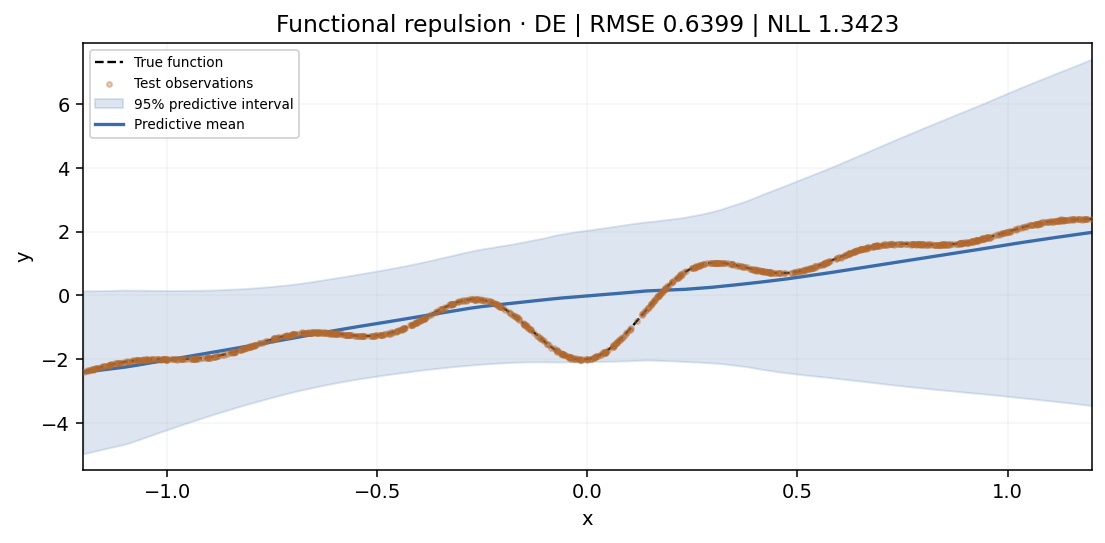 Functional repulsion · DE | RMSE 0.6399 | NLL 1.3423
True function
Test observations
95% predictive interval
Predictive mean
6
4
2
0
−2
−4
y
−1.0 −0.5 0.0 0.5 1.0
x